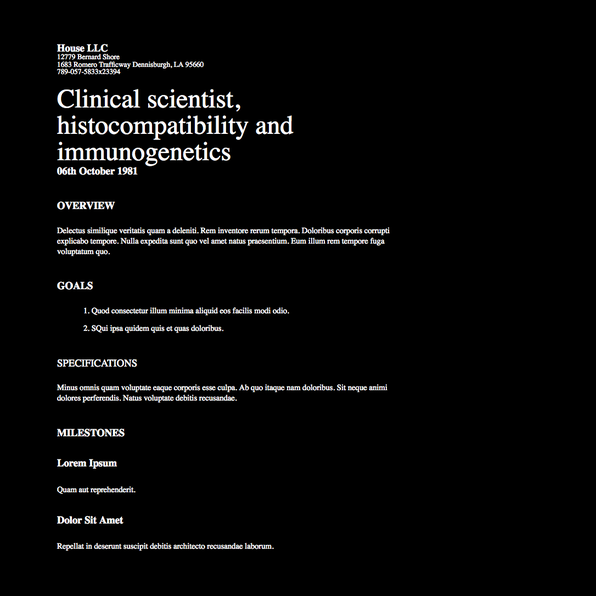 House LLC
12779 Bernard Shore
1683 Romero Trafficway Dennisburgh, LA 95660
789-057-5833x23394
Clinical scientist,
histocompatibility and
immunogenetics
06th October 1981
OVERVIEW
Delectus similique veritatis quam a deleniti. Rem inventore rerum tempora. Doloribus corporis corrupti
explicabo tempore. Nulla expedita sunt quo vel amet natus praesentium. Eum illum rem tempore fuga
voluptatum quo.
GOALS
1. Quod consectetur illum minima aliquid eos facilis modi odio.
2. SQui ipsa quidem quis et quas doloribus.
SPECIFICATIONS
Minus omnis quam voluptate eaque corporis esse culpa. Ab quo itaque nam doloribus. Sit neque animi
dolores perferendis. Natus voluptate debitis recusandae.
MILESTONES
Lorem Ipsum
Quam aut reprehenderit.
Dolor Sit Amet
Repellat in deserunt suscipit debitis architecto recusandae laborum.